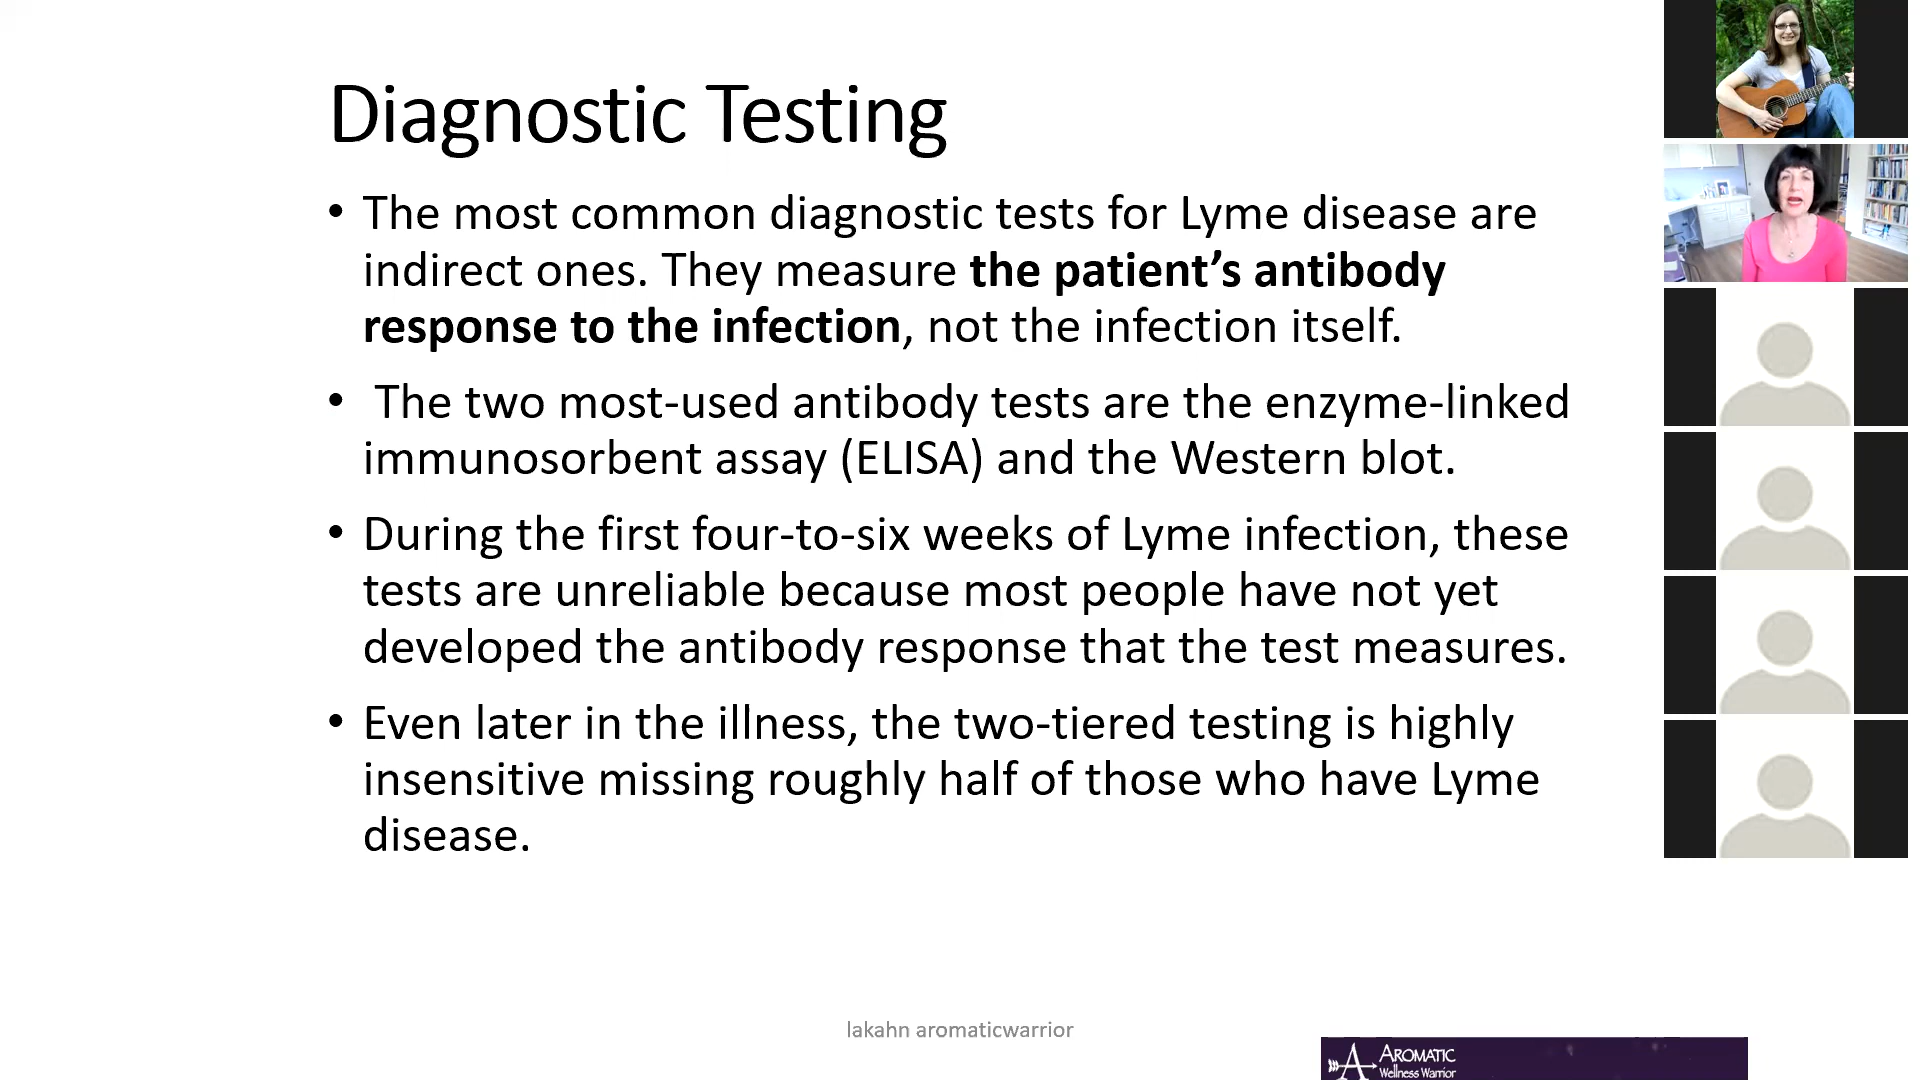 Diagnostic Testing
• The most common diagnostic tests for Lyme disease are
indirect ones. They measure the patient’s antibody
response to the infection, not the infection itself.
• The two most-used antibody tests are the enzyme-linked
immunosorbent assay (ELISA) and the Western blot.
• During the first four-to-six weeks of Lyme infection, these
tests are unreliable because most people have not yet
developed the antibody response that the test measures.
• Even later in the illness, the two-tiered testing is highly
insensitive missing roughly half of those who have Lyme
disease.
lakahn aromaticwarrior
AROMATIC
Wellness Warrior